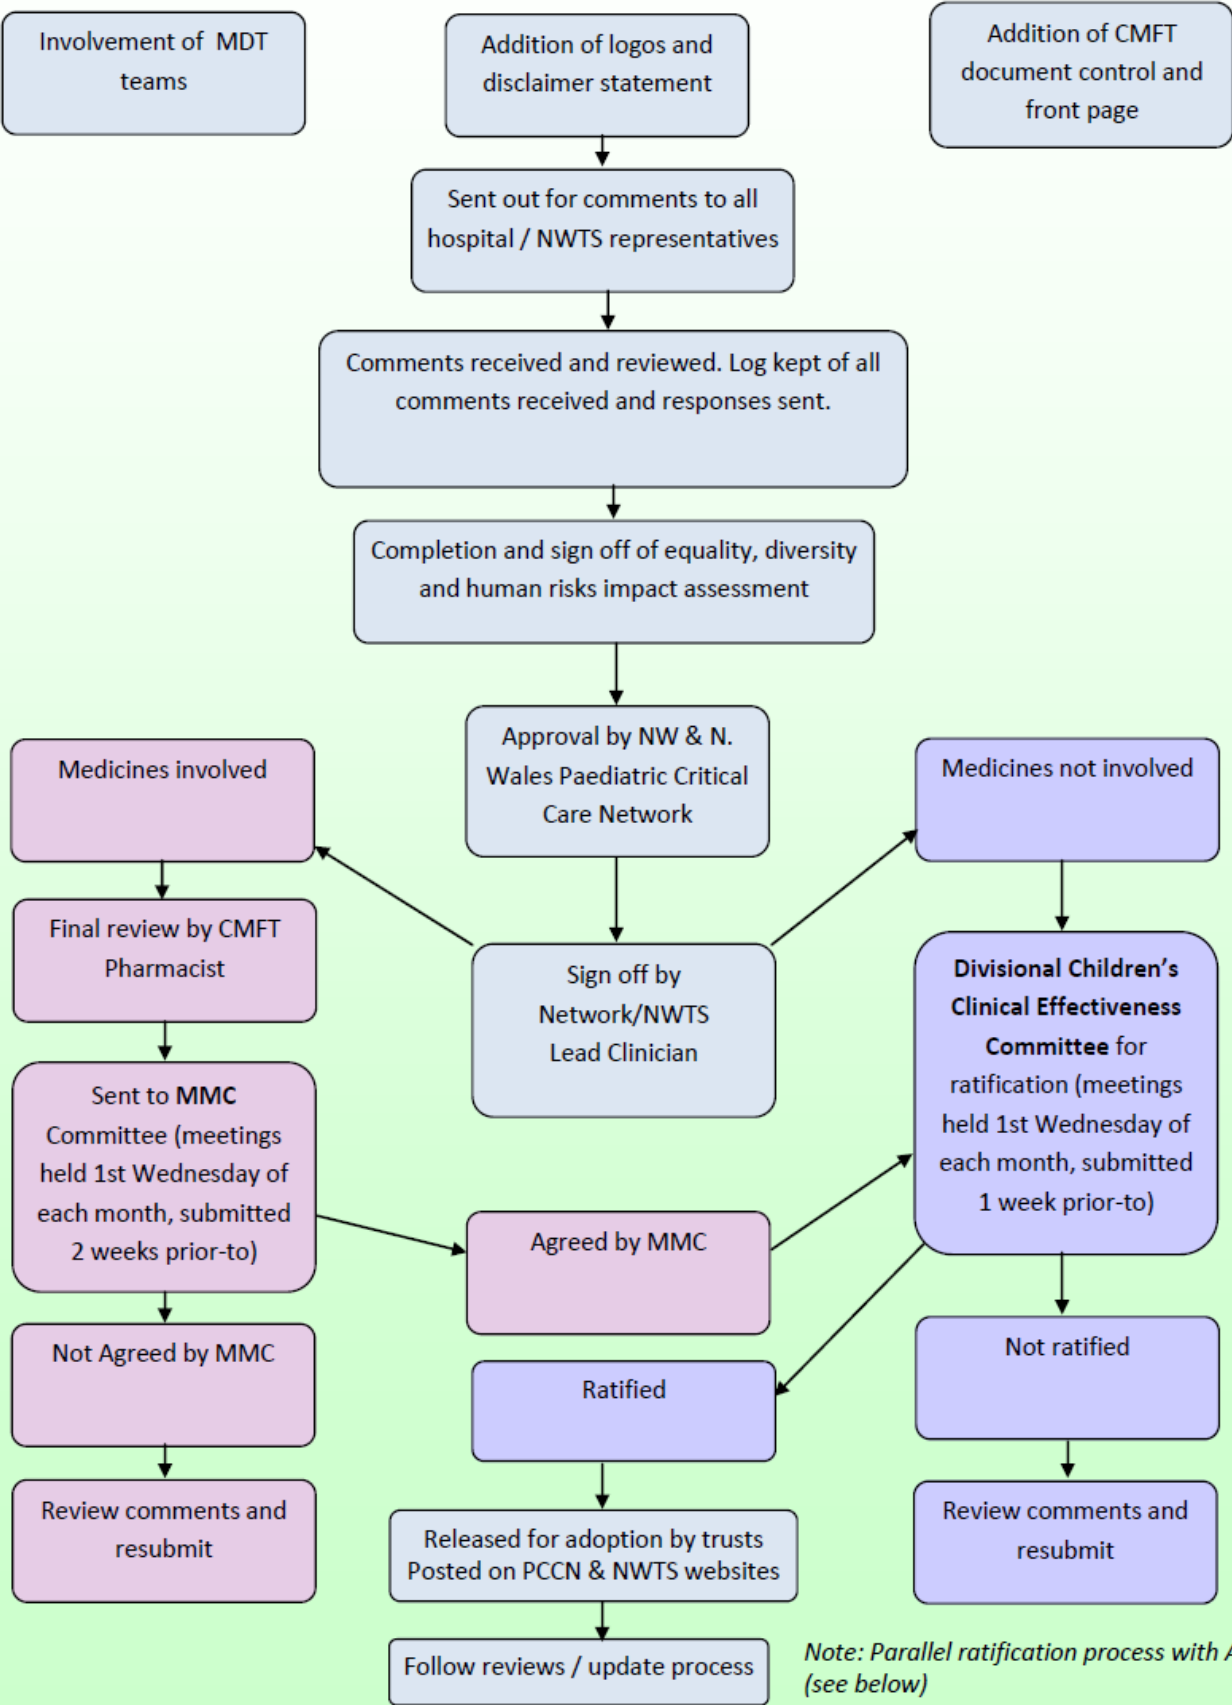 Involvement of MDT
teams
Addition of logos and
disclaimer statement
Addition of CMFT
document control and
front page
Sent out for comments to all
hospital / NWTS representatives
Comments received and reviewed. Log kept of all
comments received and responses sent.
Completion and sign off of equality, diversity
and human risks impact assessment
Approval by NW & N.
Wales Paediatric Critical
Care Network
Medicines involved
Medicines not involved
Final review by CMFT
Pharmacist
Sign off by
Network/NWTS
Lead Clinician
Divisional Children’s
Clinical Effectiveness
Committee for
ratification (meetings
held 1st Wednesday of
each month, submitted
1 week prior-to)
Sent to MMC
Committee (meetings
held 1st Wednesday of
each month, submitted
2 weeks prior-to)
Agreed by MMC
Not Agreed by MMC
Ratified
Not ratified
Review comments and
resubmit
Released for adoption by trusts
Posted on PCCN & NWTS websites
Review comments and
resubmit
Follow reviews / update process
Note: Parallel ratification process with
(see below)